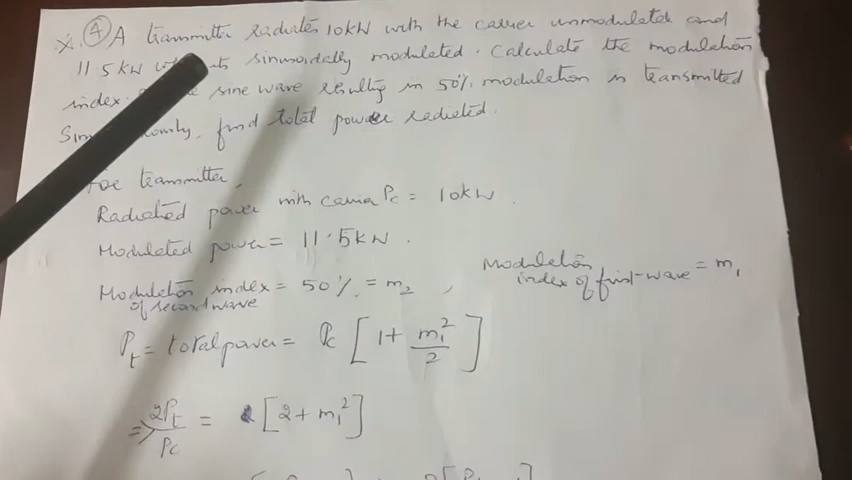 X. ④ A transmitter radiates 10kW with the carrier unmodulated and
11.5kW its sinusoidally modulated. Calculate the modulation
index. sine wave resulting in 50% modulation is transmitted
find total power radiated.
For transmitter,
Radiated power with carrier Pc = 10kW.
Modulated power = 11.5kW.
Modulation index = 50% = m₂ , Modulation index of first-wave = m₁
of second wave
Pt = total power = Pc [1 + m₁²/2]
⇒ 2Pt/Pc = [2 + m₁²]